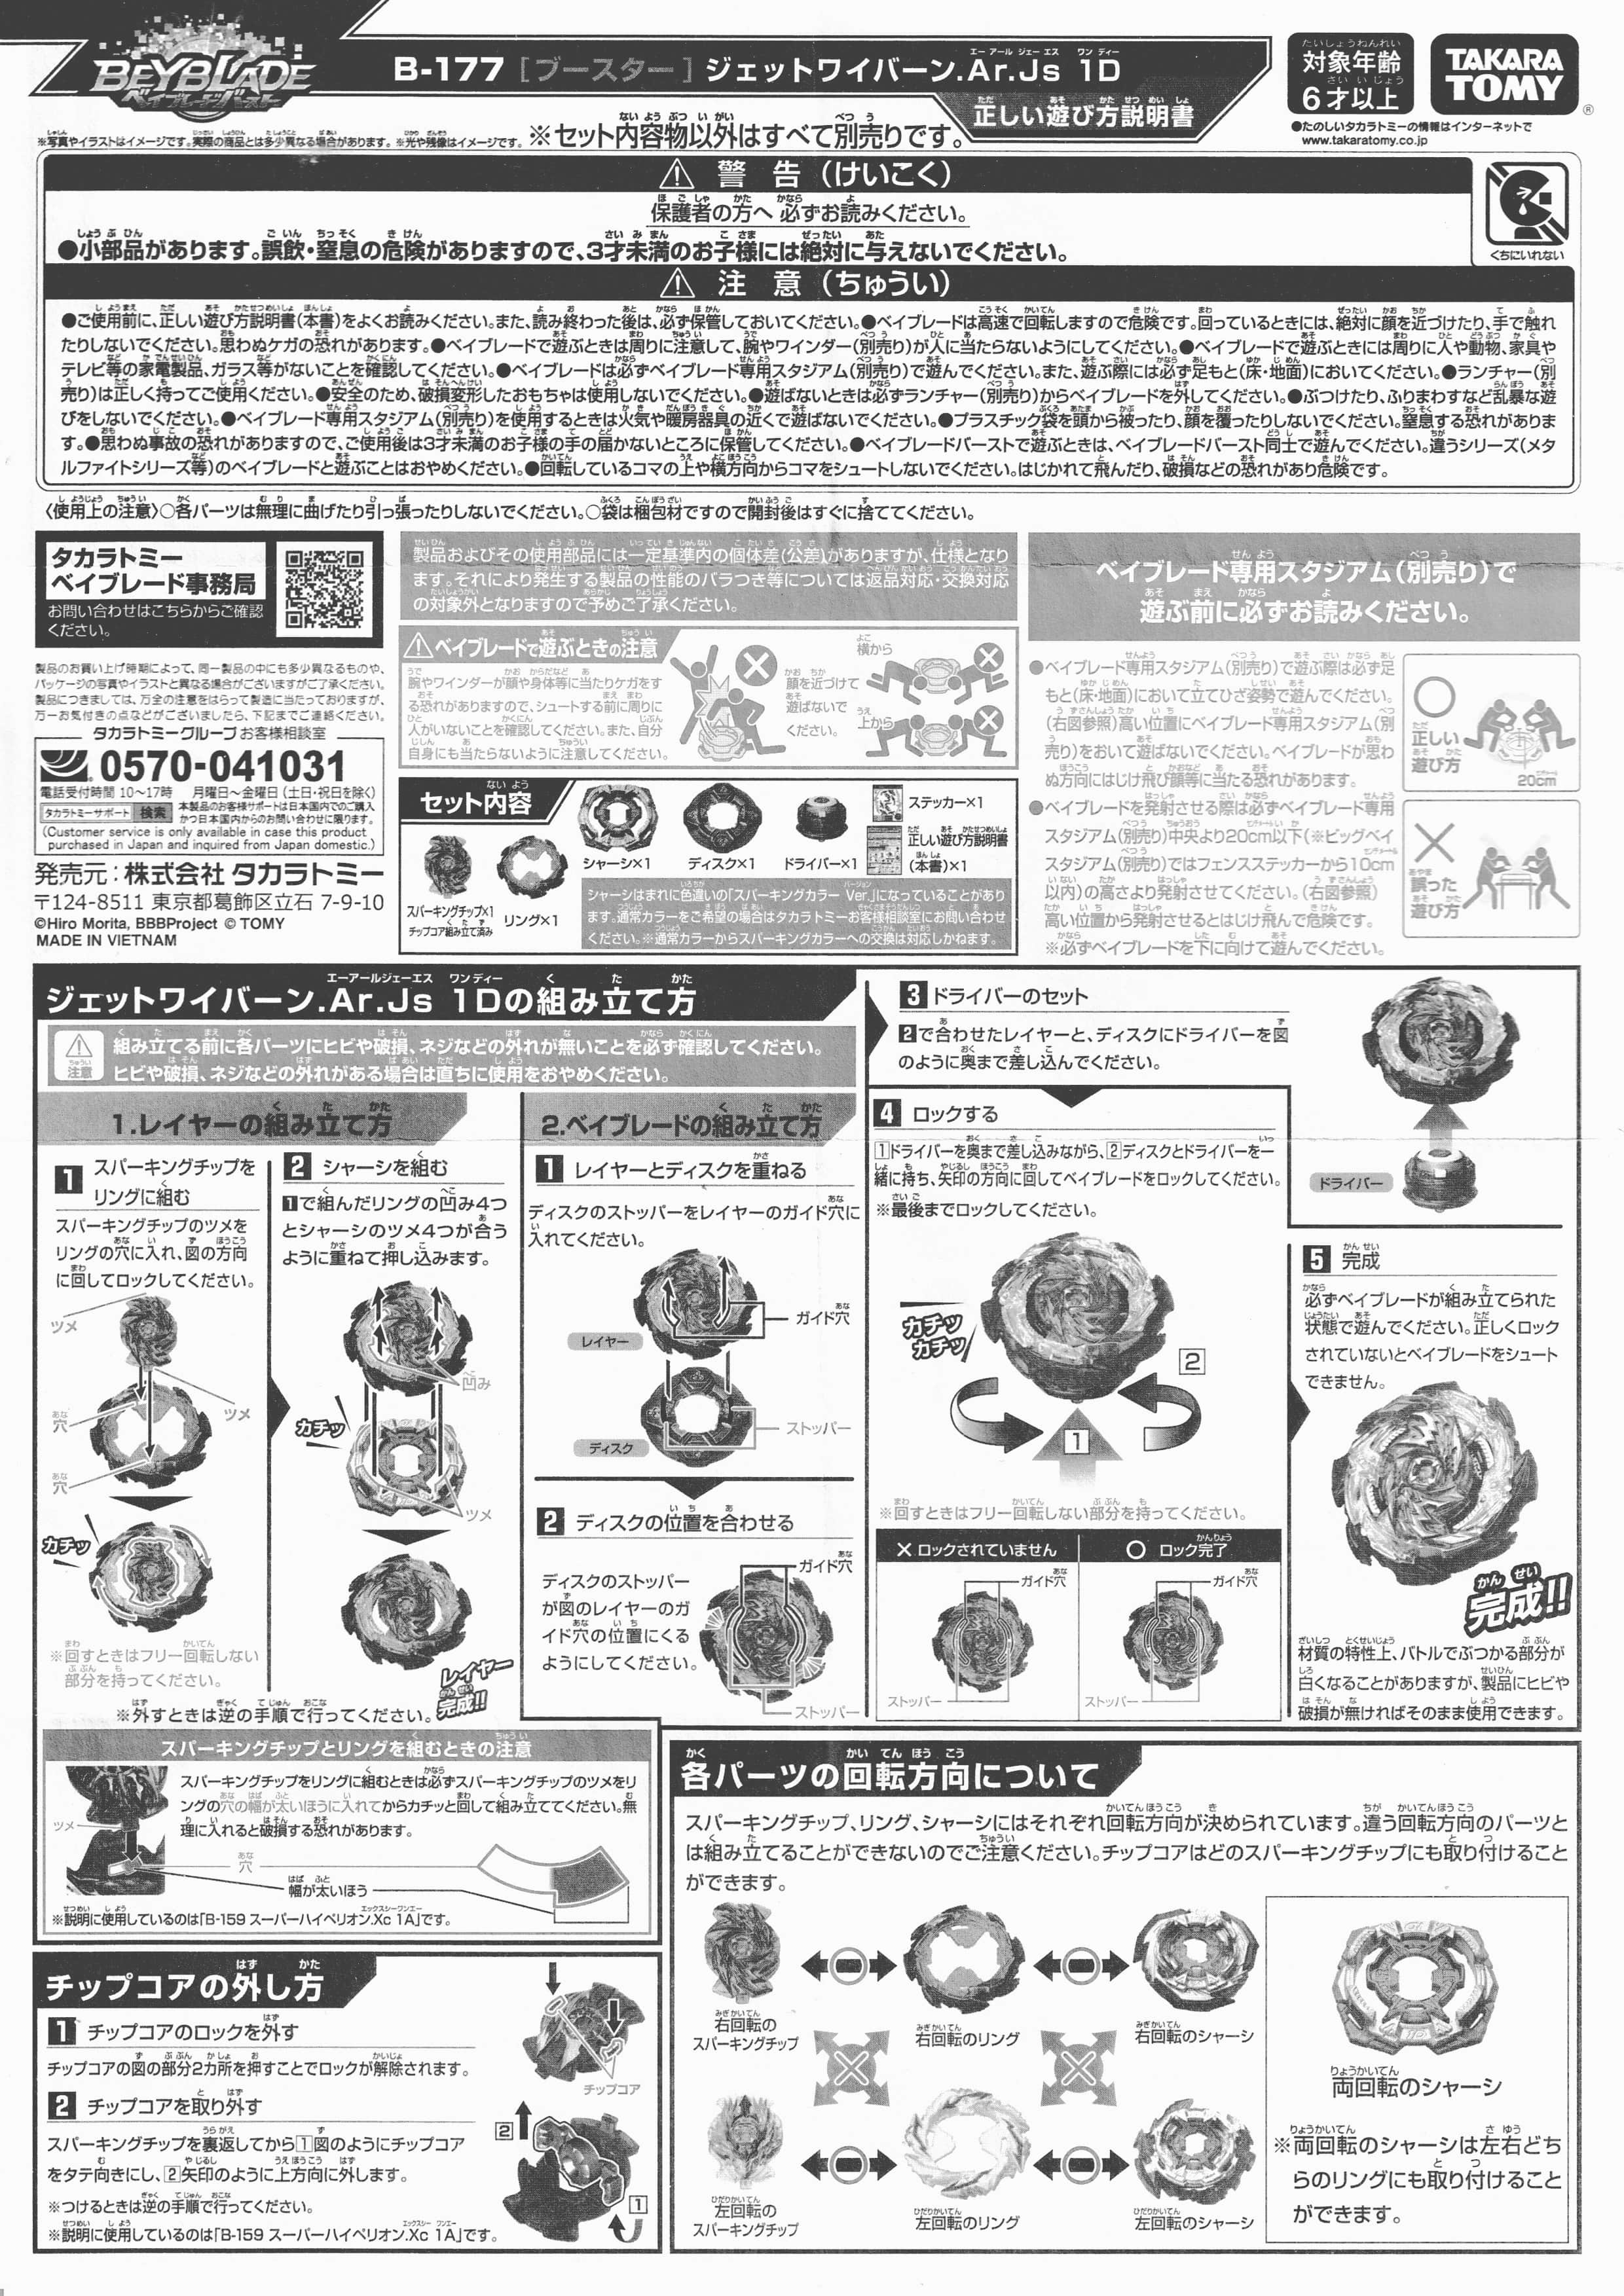 BEYBLADE
ベイブレードバースト
B-177 [ブースター] ジェットワイバーン.Ar.Js 1D
正しい遊び方説明書
対象年齢
6才以上
TAKARA
TOMY
®
●たのしいタカラトミーの情報はインターネットで
www.takaratomy.co.jp
※写真やイラストはイメージです。実際の商品とは多少異なる場合があります。※光や残像はイメージです。
※セット内容物以外はすべて別売りです。
警 告 (けいこく)
保護者の方へ 必ずお読みください。
●小部品があります。誤飲・窒息の危険がありますので、3才未満のお子様には絶対に与えないでください。
くちにいれない
注 意 (ちゅうい)
●ご使用前に、正しい遊び方説明書(本書)をよくお読みください。また、読み終わった後は、必ず保管しておいてください。●ベイブレードは高速で回転しますので危険です。回っているときには、絶対に顔を近づけたり、手で触れ
たりしないでください。思わぬケガの恐れがあります。●ベイブレードで遊ぶときは周りに注意して、腕やワインダー(別売り)が人に当たらないようにしてください。●ベイブレードで遊ぶときには周りに人や動物、家具や
テレビ等の家電製品、ガラス等がないことを確認してください。●ベイブレードは必ずベイブレード専用スタジアム(別売り)で遊んでください。また、遊ぶ際には必ず足もと(床・地面)においてください。●ランチャー(別
売り)は正しく持ってご使用ください。●安全のため、破損変形したおもちゃは使用しないでください。●遊ばないときは必ずランチャー(別売り)からベイブレードを外してください。●ぶつけたり、ふりまわすなど乱暴な遊
びをしないでください。●ベイブレード専用スタジアム(別売り)を使用するときは火気や暖房器具の近くで遊ばないでください。●プラスチック袋を頭から被ったり、顔を覆ったりしないでください。窒息する恐れがありま
す。●思わぬ事故の恐れがありますので、ご使用後は3才未満のお子様の手の届かないところに保管してください。●ベイブレードバーストで遊ぶときは、ベイブレードバースト同士で遊んでください。違うシリーズ(メタ
ルファイトシリーズ等)のベイブレードと遊ぶことはおやめください。●回転しているコマの上や横方向からコマをシュートしないでください。はじかれて飛んだり、破損などの恐れがあり危険です。
〈使用上の注意〉○各パーツは無理に曲げたり引っ張ったりしないでください。○袋は梱包材ですので開封後はすぐに捨ててください。
タカラトミー
ベイブレード事務局
お問い合わせはこちらからご確認
ください。
製品のお買い上げ時期によって、同一製品の中にも多少異なるものや、
パッケージの写真やイラストと異なる場合がございますがご了承ください。
製品につきましては、万全の注意をはらって製造に当たっておりますが、
万一お気付きの点などがございましたら、下記までご連絡ください。
タカラトミーグループ お客様相談室
0570-041031
電話受付時間 10～17時 月曜日～金曜日(土日・祝日を除く)
タカラトミーサポート 検索 本製品のお客様サポートは日本国内でのご購入
かつ日本国内からのお問い合わせに限ります。
(Customer service is only available in case this product
purchased in Japan and inquired from Japan domestic.)
発売元：株式会社 タカラトミー
〒124-8511 東京都葛飾区立石 7-9-10
©Hiro Morita, BBBProject © TOMY
MADE IN VIETNAM
製品およびその使用部品には一定基準内の個体差(公差)がありますが、仕様となり
ます。それにより発生する製品の性能のバラつき等については返品対応・交換対応
の対象外となりますので予めご了承ください。
ベイブレードで遊ぶときの注意
腕やワインダーが顔や身体等に当たりケガをす
る恐れがありますので、シュートする前に周りに
人がいないことを確認してください。また、自分
自身にも当たらないように注意してください。
顔を近づけて
遊ばないで
ください。
横から
上から
セット内容
スパーキングチップ×1
チップコア組み立て済み
リング×1
シャーシ×1
ディスク×1
ドライバー×1
ステッカー×1
正しい遊び方説明書
(本書)×1
シャーシはまれに色違いの「スパーキングカラー Ver.」になっていることがあり
ます。通常カラーをご希望の場合はタカラトミーお客様相談室にお問い合わせ
ください。※通常カラーからスパーキングカラーへの交換は対応しかねます。
ベイブレード専用スタジアム(別売り)で
遊ぶ前に必ずお読みください。
●ベイブレード専用スタジアム(別売り)で遊ぶ際は必ず足
もと(床・地面)において立てひざ姿勢で遊んでください。
(右図参照)高い位置にベイブレード専用スタジアム(別
売り)をおいて遊ばないでください。ベイブレードが思わ
ぬ方向にはじけ飛び顔等に当たる恐れがあります。
●ベイブレードを発射させる際は必ずベイブレード専用
スタジアム(別売り)中央より20cm以下(※ビッグベイ
スタジアム(別売り)ではフェンスステッカーから10cm
以内)の高さより発射させてください。(右図参照)
高い位置から発射させるとはじけ飛んで危険です。
※必ずベイブレードを下に向けて遊んでください。
正しい
遊び方
20cm
誤った
遊び方
ジェットワイバーン.Ar.Js 1Dの組み立て方
注意
組み立てる前に各パーツにヒビや破損、ネジなどの外れが無いことを必ず確認してください。
ヒビや破損、ネジなどの外れがある場合は直ちに使用をおやめください。
1.レイヤーの組み立て方
1 スパーキングチップを
リングに組む
スパーキングチップのツメを
リングの穴に入れ、図の方向
に回してロックしてください。
ツメ
穴
ツメ
穴
カチッ
※回すときはフリー回転しない
部分を持ってください。
2 シャーシを組む
1で組んだリングの凹み4つ
とシャーシのツメ4つが合う
ように重ねて押し込みます。
凹み
カチッ
ツメ
レイヤー
完成!!
※外すときは逆の手順で行ってください。
2.ベイブレードの組み立て方
1 レイヤーとディスクを重ねる
ディスクのストッパーをレイヤーのガイド穴に
入れてください。
ガイド穴
レイヤー
ストッパー
ディスク
2 ディスクの位置を合わせる
ディスクのストッパー
が図のレイヤーのガ
イド穴の位置にくる
ようにしてください。
ガイド穴
ストッパー
3 ドライバーのセット
2で合わせたレイヤーと、ディスクにドライバーを図
のように奥まで差し込んでください。
ドライバー
4 ロックする
1ドライバーを奥まで差し込みながら、2ディスクとドライバーを一
緒に持ち、矢印の方向に回してベイブレードをロックしてください。
※最後までロックしてください。
カチッ
カチッ
2
1
※回すときはフリー回転しない部分を持ってください。
× ロックされていません
○ ロック完了
ガイド穴
ガイド穴
ストッパー
ストッパー
5 完成
必ずベイブレードが組み立てられた
状態で遊んでください。正しくロック
されていないとベイブレードをシュート
できません。
完成!!
材質の特性上、バトルでぶつかる部分が
白くなることがありますが、製品にヒビや
破損が無ければそのまま使用できます。
スパーキングチップとリングを組むときの注意
スパーキングチップをリングに組むときは必ずスパーキングチップのツメをリ
ングの穴の幅が太いほうに入れてからカチッと回して組み立ててください。無
理に入れると破損する恐れがあります。
ツメ
穴
幅が太いほう
※説明に使用しているのは「B-159 スーパーハイペリオン.Xc 1A」です。
チップコアの外し方
1 チップコアのロックを外す
チップコアの図の部分2カ所を押すことでロックが解除されます。
チップコア
2 チップコアを取り外す
スパーキングチップを裏返してから1図のようにチップコア
をタテ向きにし、2矢印のように上方向に外します。
※つけるときは逆の手順で行ってください。
※説明に使用しているのは「B-159 スーパーハイペリオン.Xc 1A」です。
2
1
各パーツの回転方向について
スパーキングチップ、リング、シャーシにはそれぞれ回転方向が決められています。違う回転方向のパーツと
は組み立てることができないのでご注意ください。チップコアはどのスパーキングチップにも取り付けること
ができます。
右回転の
スパーキングチップ
右回転のリング
右回転のシャーシ
左回転の
スパーキングチップ
左回転のリング
左回転のシャーシ
両回転のシャーシ
※両回転のシャーシは左右どち
らのリングにも取り付けること
ができます。